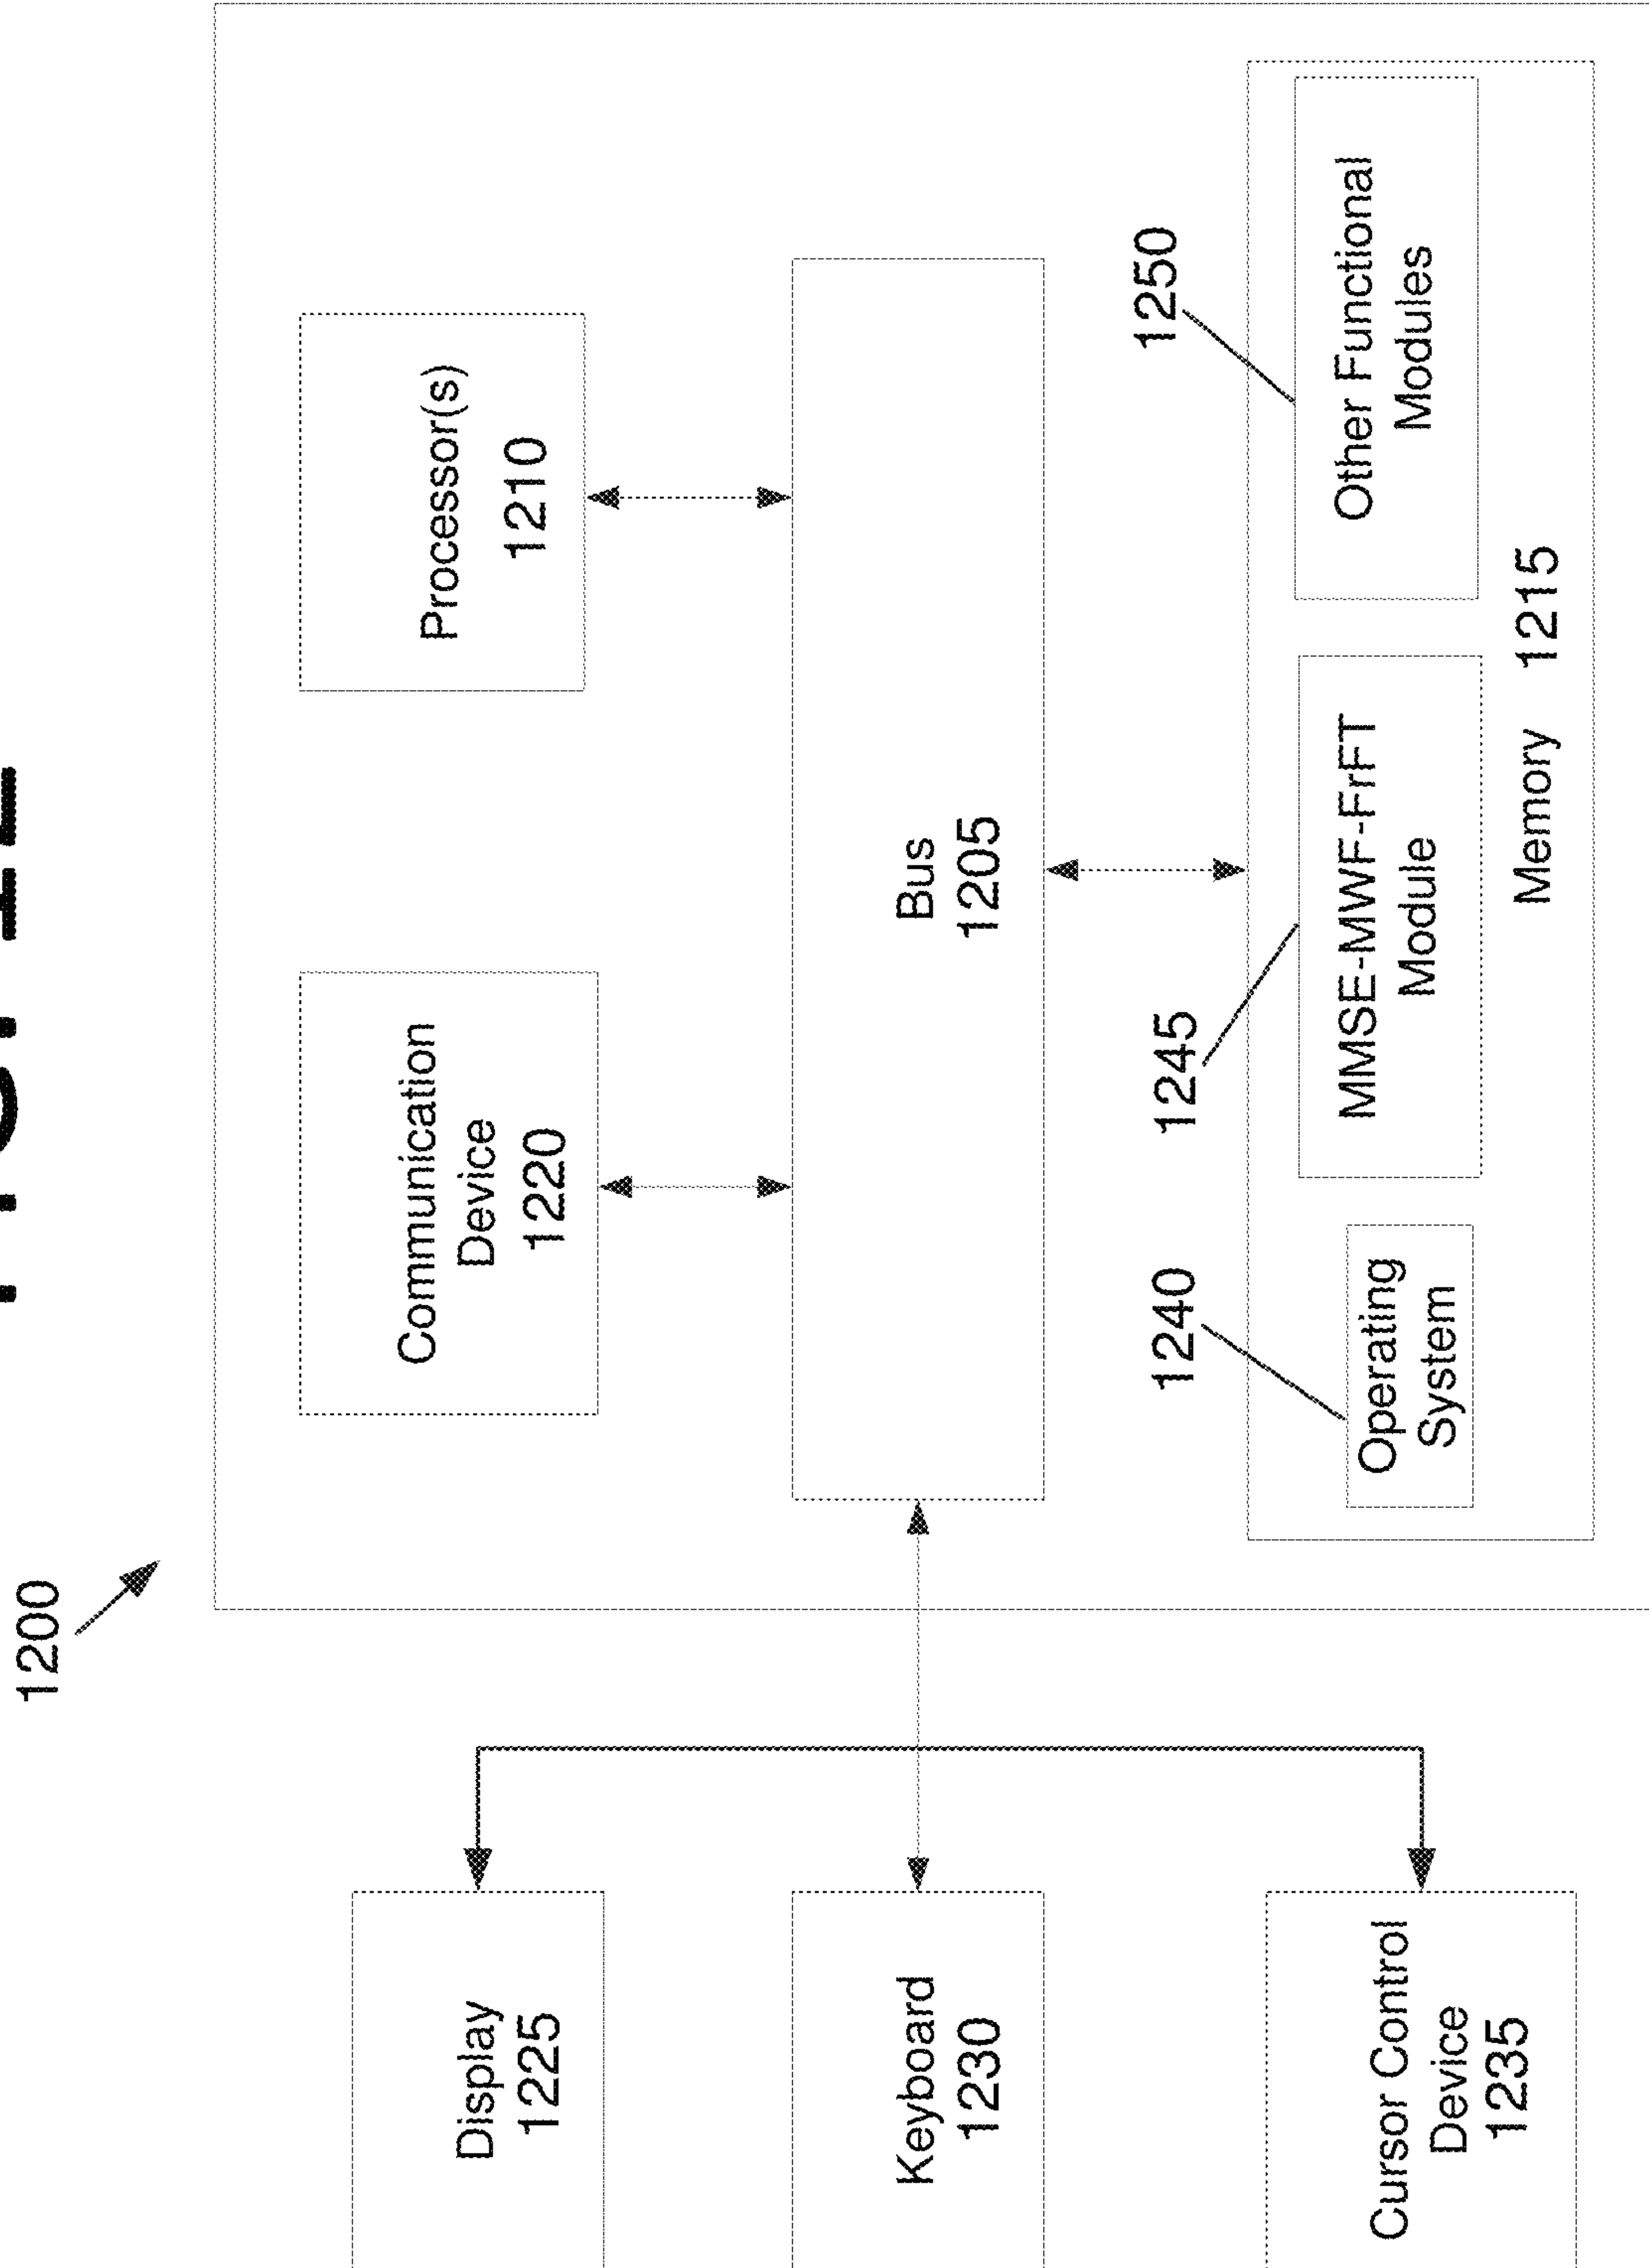 1200
Display
1225
Communication
Device
1220
Processor(s)
1210
Keyboard
1230
Bus
1205
Cursor Control
Device
1235
1240
1245
1250
Operating
System
MMSE-MWF-FrFT
Module
Other Functional
Modules
Memory 1215